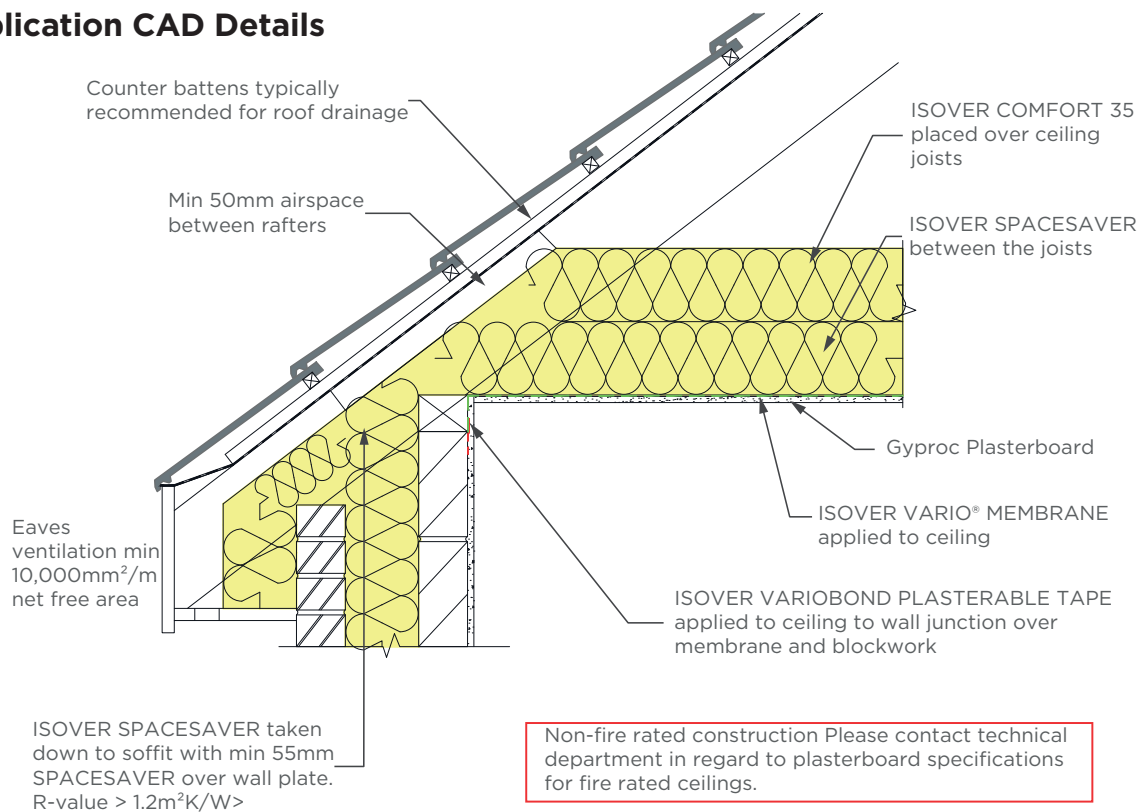 plication CAD Details
Counter battens typically
recommended for roof drainage
Min 50mm airspace
between rafters
ISOVER COMFORT 35
placed over ceiling
joists
ISOVER SPACESAVER
between the joists
Gyproc Plasterboard
ISOVER VARIO® MEMBRANE
applied to ceiling
Eaves
ventilation min
10,000mm²/m
net free area
ISOVER VARIOBOND PLASTERABLE TAPE
applied to ceiling to wall junction over
membrane and blockwork
ISOVER SPACESAVER taken
down to soffit with min 55mm
SPACESAVER over wall plate.
R-value > 1.2m²K/W>
Non-fire rated construction Please contact technical
department in regard to plasterboard specifications
for fire rated ceilings.